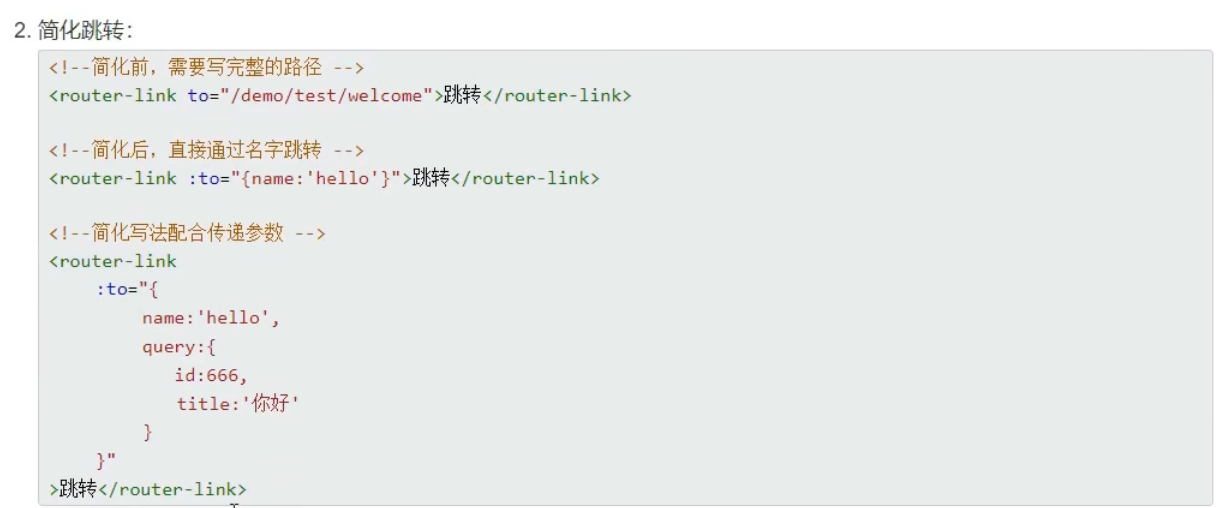 2. 简化跳转：
<!--简化前，需要写完整的路径 -->
<router-link to="/demo/test/welcome">跳转</router-link>
<!--简化后，直接通过名字跳转 -->
<router-link :to="{name:'hello'}">跳转</router-link>
<!--简化写法配合传递参数 -->
<router-link
:to="{
name:'hello',
query:{
id:666,
title:'你好'
}
}"
>跳转</router-link>